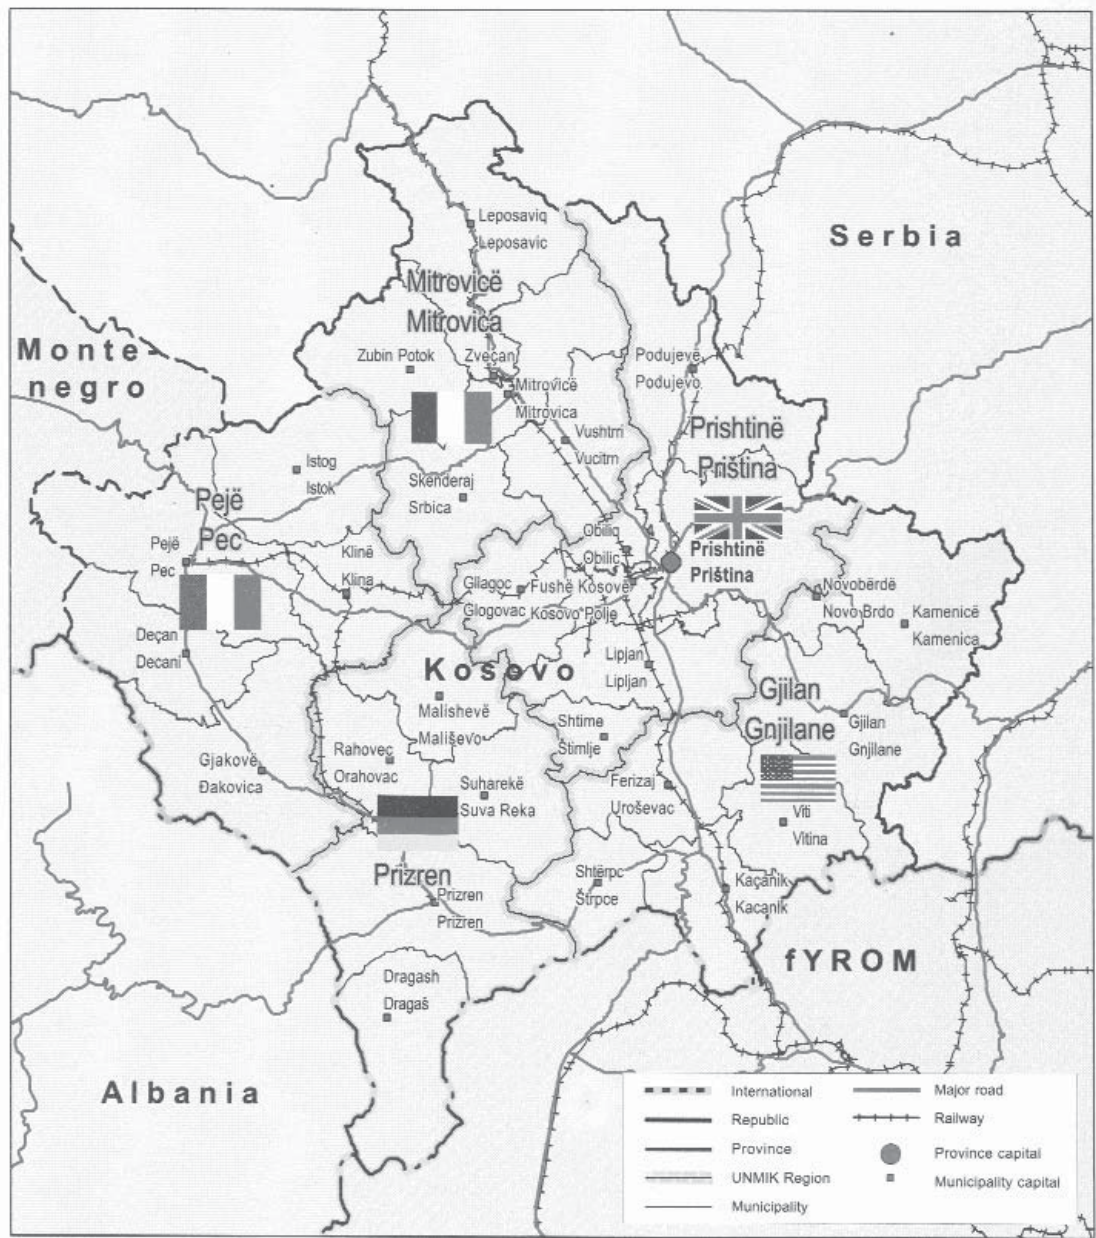 Serbia
Leposaviq
Leposavic
Mitrovicë
Mitrovica
Monte-
negro
Zubin Potok
Zveçan
Podujevë
Podujevo
Mitrovicë
Mitrovica
Prishtinë
Priština
Vushtrri
Vucitrn
Istog
Istok
Skenderaj
Srbica
Pejë
Pec
Obiliq
Obilic
Prishtinë
Priština
Pejë
Pec
Klinë
Klina
Gllagoc
Glogovac
Fushë Kosovë
Kosovo Polje
Novobërdë
Novo Brdo
Kamenicë
Kamenica
Deçan
Decani
Kosovo
Lipjan
Lipljan
Gjilan
Gnjilane
Malishevë
Mališevo
Shtime
Štimlje
Gjilan
Gnjilane
Gjakovë
Đakovica
Rahovec
Orahovac
Suharekë
Suva Reka
Ferizaj
Uroševac
Viti
Vitina
Prizren
Prizren
Prizren
Shtërpc
Štrpce
Kaçanik
Kacanik
fYROM
Dragash
Dragaš
Albania
International
Republic
Province
UNMIK Region
Municipality
Major road
Railway
Province capital
Municipality capital